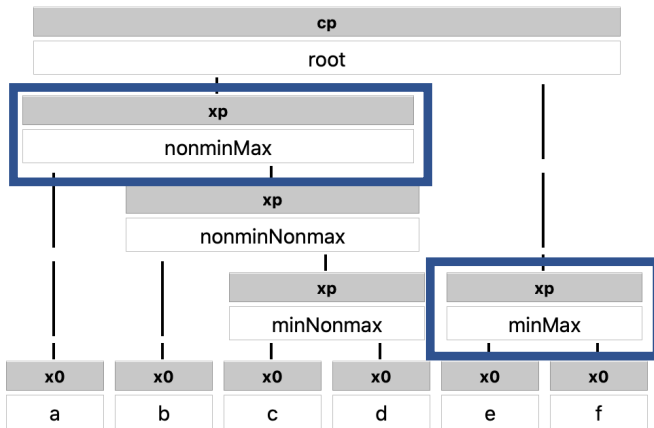 cp
root
xp
nonminMax
xp
nonminNonmax
xp xp
minNonmax minMax
x0 x0 x0 x0 x0 x0
a b c d e f